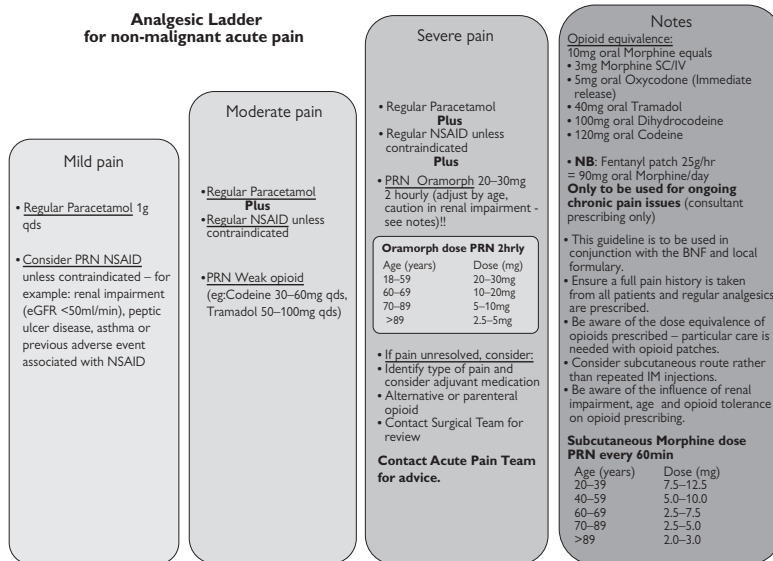 Analgesic Ladder
for non-malignant acute pain
Mild pain
• Regular Paracetamol 1g
qds
• Consider PRN NSAID
unless contraindicated – for
example: renal impairment
(eGFR <50ml/min), peptic
ulcer disease, asthma or
previous adverse event
associated with NSAID
Moderate pain
• Regular Paracetamol
Plus
• Regular NSAID unless
contraindicated
• PRN Weak opioid
(eg:Codeine 30–60mg qds,
Tramadol 50–100mg qds)
Severe pain
• Regular Paracetamol
Plus
• Regular NSAID unless
contraindicated
Plus
• PRN Oramorph 20–30mg
2 hourly (adjust by age,
caution in renal impairment -
see notes)!!
Oramorph dose PRN 2hrly
Age (years) Dose (mg)
18–59 20–30mg
60–69 10–20mg
70–89 5–10mg
>89 2.5–5mg
• If pain unresolved, consider:
• Identify type of pain and
consider adjuvant medication
• Alternative or parenteral
opioid
• Contact Surgical Team for
review
Contact Acute Pain Team
for advice.
Notes
Opioid equivalence:
10mg oral Morphine equals
• 3mg Morphine SC/IV
• 5mg oral Oxycodone (Immediate
release)
• 40mg oral Tramadol
• 100mg oral Dihydrocodeine
• 120mg oral Codeine
• NB: Fentanyl patch 25g/hr
= 90mg oral Morphine/day
Only to be used for ongoing
chronic pain issues (consultant
prescribing only)
• This guideline is to be used in
conjunction with the BNF and local
formulary.
• Ensure a full pain history is taken
from all patients and regular analgesics
are prescribed.
• Be aware of the dose equivalence of
opioids prescribed – particular care is
needed with opioid patches.
• Consider subcutaneous route rather
than repeated IM injections.
• Be aware of the influence of renal
impairment, age and opioid tolerance
on opioid prescribing.
Subcutaneous Morphine dose
PRN every 60min
Age (years) Dose (mg)
20–39 7.5–12.5
40–59 5.0–10.0
60–69 2.5–7.5
70–89 2.5–5.0
>89 2.0–3.0